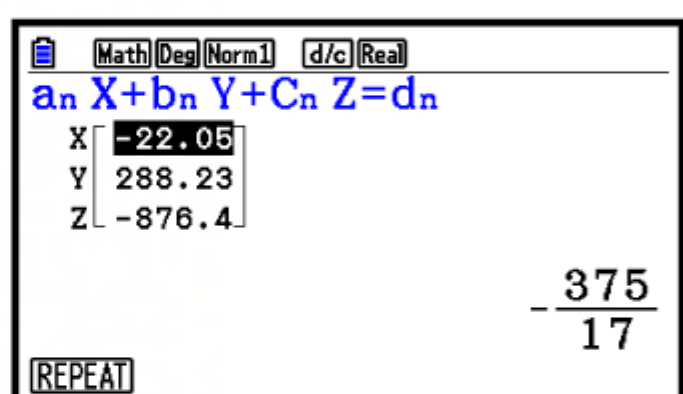 Math Deg Norm1 d/c Real
an X+bn Y+Cn Z=dn
X -22.05
Y 288.23
Z -876.4
-375/17
REPEAT